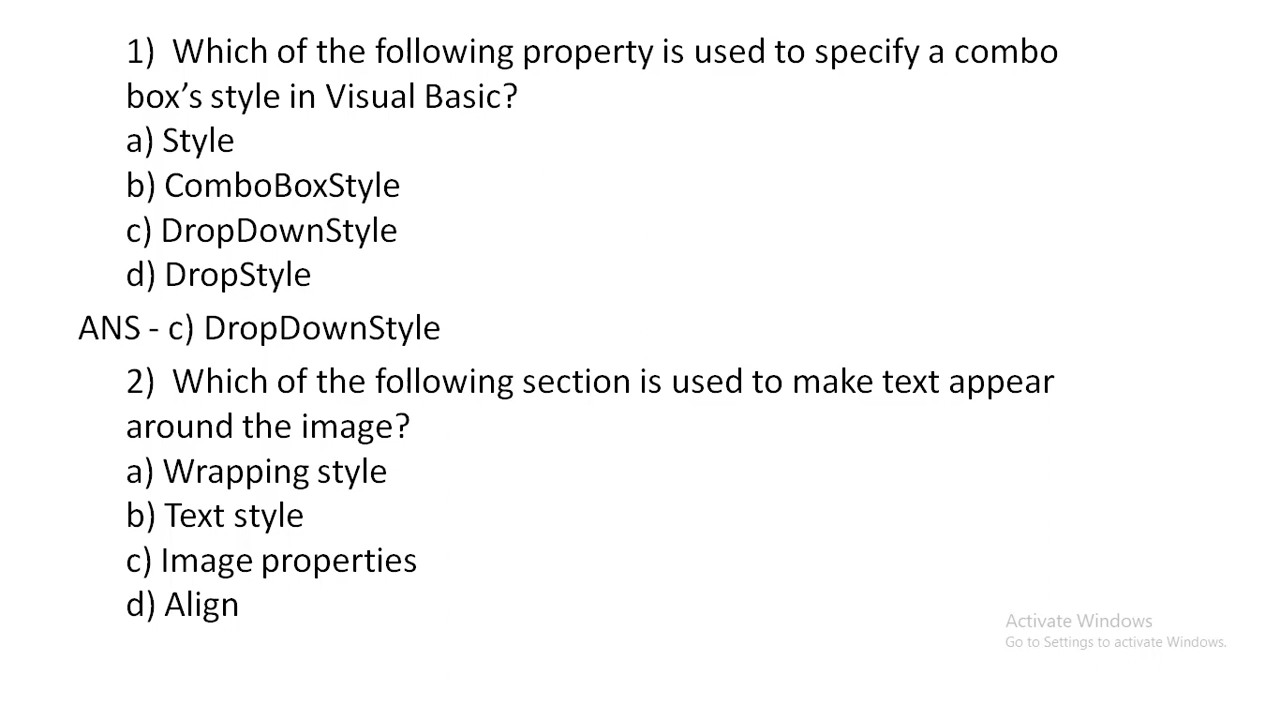 1)  Which of the following property is used to specify a combo
box’s style in Visual Basic?
a) Style
b) ComboBoxStyle
c) DropDownStyle
d) DropStyle
ANS - c) DropDownStyle
2)  Which of the following section is used to make text appear
around the image?
a) Wrapping style
b) Text style
c) Image properties
d) Align
Activate Windows
Go to Settings to activate Windows.